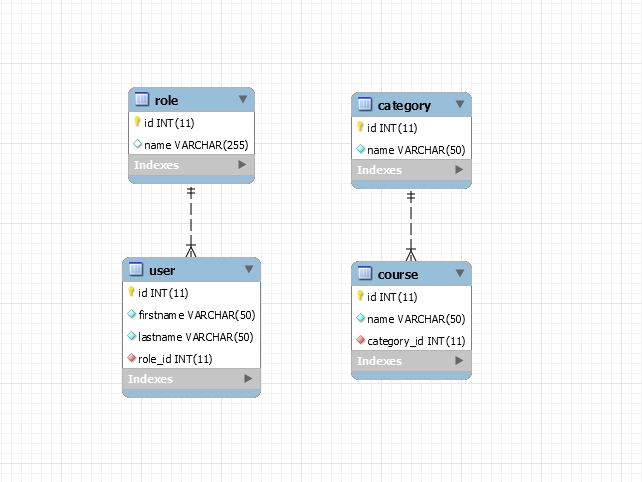 role
id INT(11)
name VARCHAR(255)
Indexes
category
id INT(11)
name VARCHAR(50)
Indexes
user
id INT(11)
firstname VARCHAR(50)
lastname VARCHAR(50)
role_id INT(11)
Indexes
course
id INT(11)
name VARCHAR(50)
category_id INT(11)
Indexes